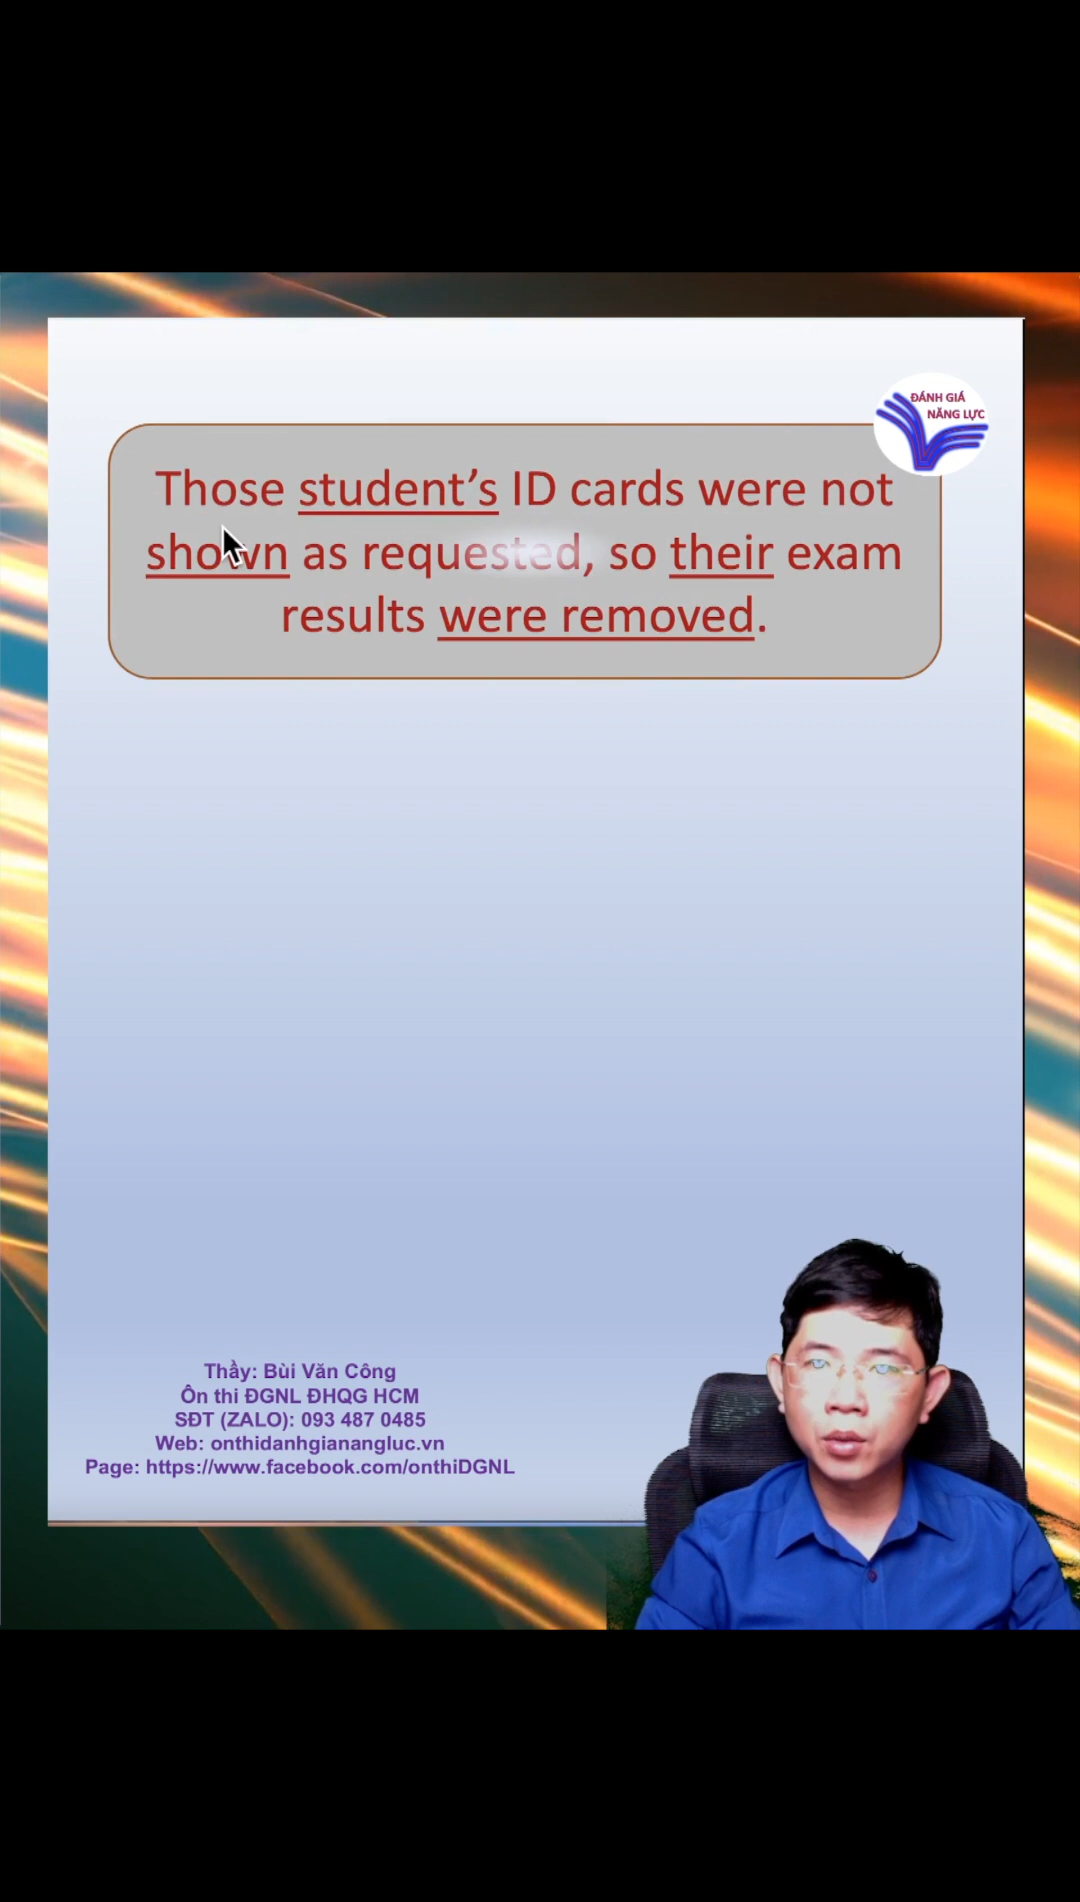 ĐÁNH GIÁ
NĂNG LỰC
Those student’s ID cards were not
shown as requested, so their exam
results were removed.
Thầy: Bùi Văn Công
Ôn thi ĐGNL ĐHQG HCM
SĐT (ZALO): 093 487 0485
Web: onthidanhgianangluc.vn
Page: https://www.facebook.com/onthiDGNL